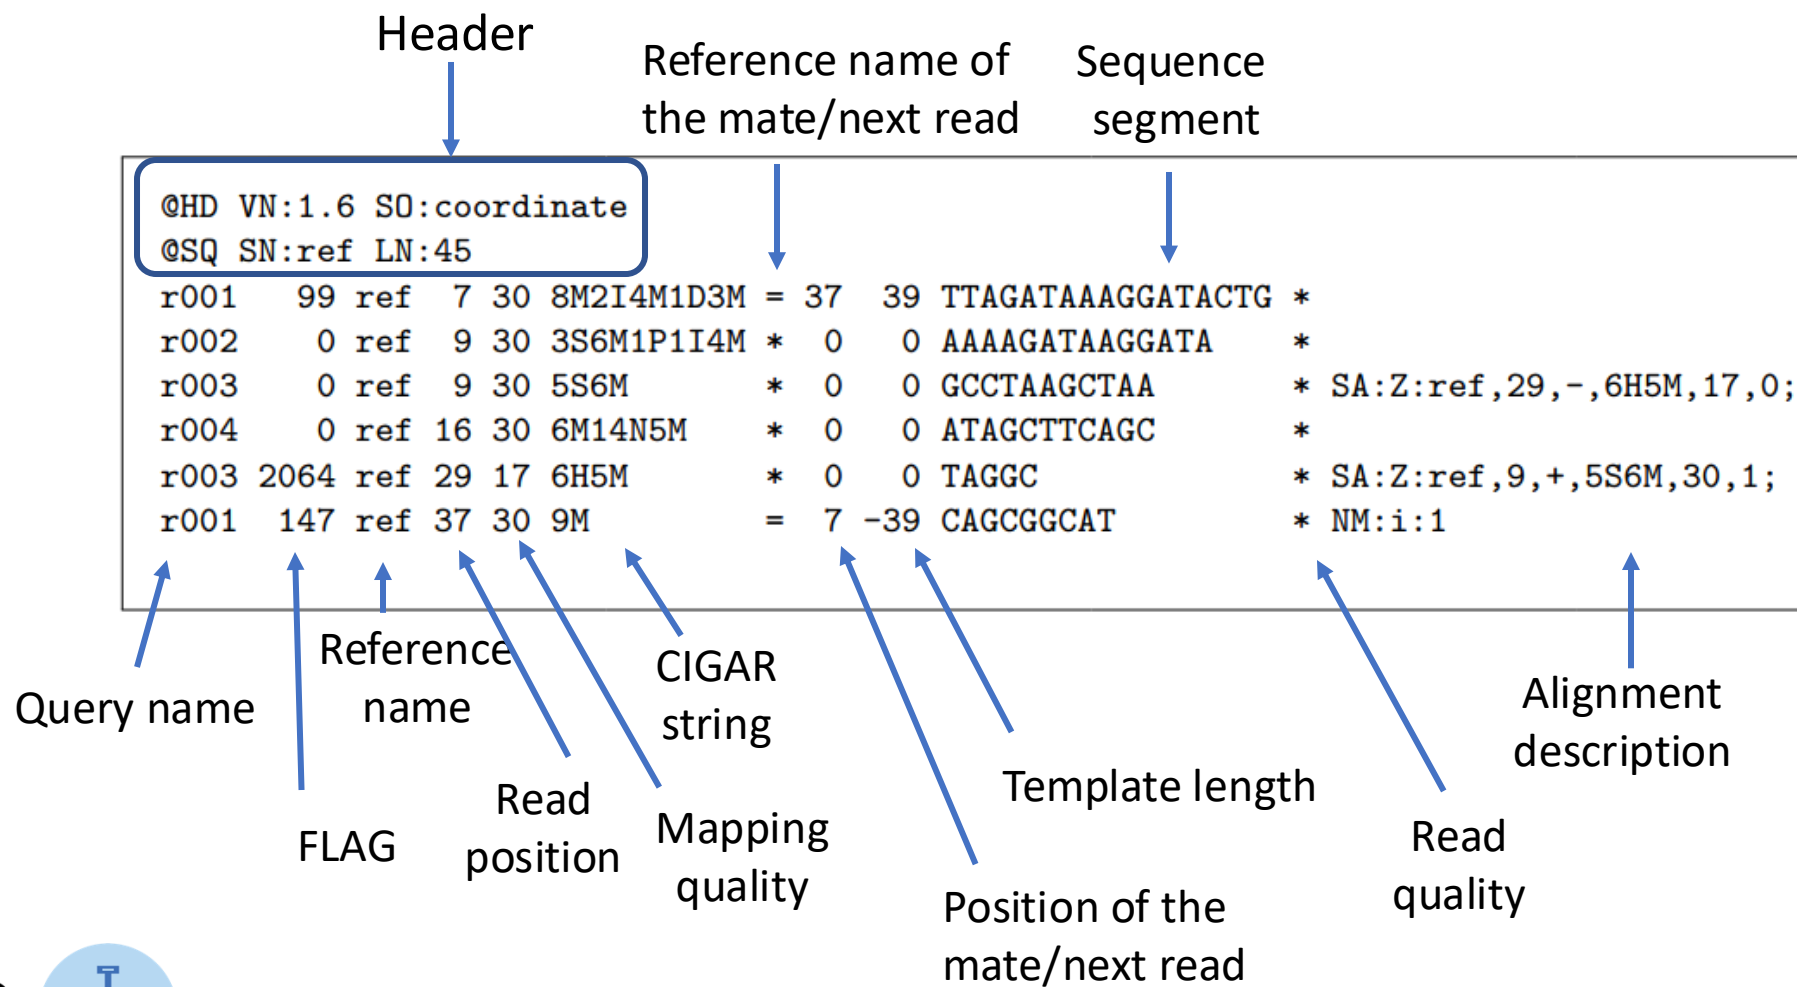 Header
Reference name of
the mate/next read
Sequence
segment
@HD VN:1.6 SO:coordinate
@SQ SN:ref LN:45
r001 99 ref 7 30 8M2I4M1D3M = 37 39 TTAGATAAAGGATACTG *
r002 0 ref 9 30 3S6M1P1I4M * 0 0 AAAAGATAAGGATA *
r003 0 ref 9 30 5S6M * 0 0 GCCTAAGCTAA * SA:Z:ref,29,-,6H5M,17,0;
r004 0 ref 16 30 6M14N5M * 0 0 ATAGCTTCAGC *
r003 2064 ref 29 17 6H5M * 0 0 TAGGC * SA:Z:ref,9,+,5S6M,30,1;
r001 147 ref 37 30 9M = 7 -39 CAGCGGCAT * NM:i:1
Query name
FLAG
Reference
name
Read
position
Mapping
quality
CIGAR
string
Position of the
mate/next read
Template length
Read
quality
Alignment
description